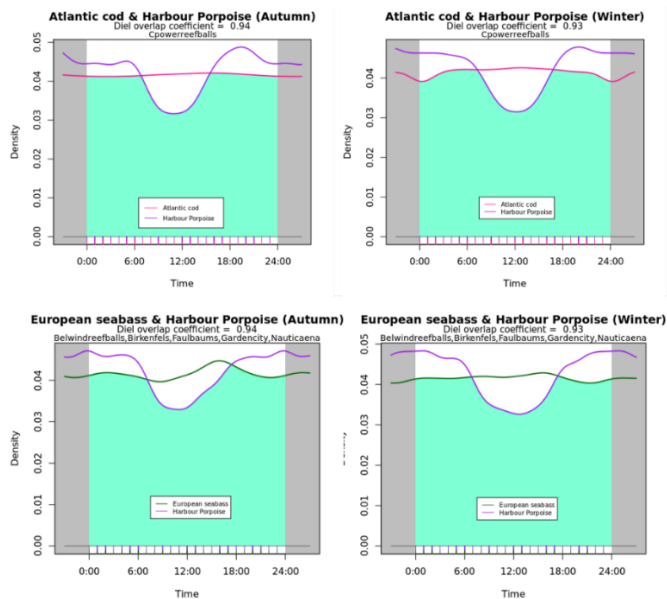 Atlantic cod & Harbour Porpoise (Autumn)
Diel overlap coefficient = 0.94
Cpowerreefballs
0.05
0.04
0.03
0.02
0.01
0.00
Density
Atlantic cod
Harbour Porpoise
0:00 6:00 12:00 18:00 24:00
Time
Atlantic cod & Harbour Porpoise (Winter)
Diel overlap coefficient = 0.93
Cpowerreefballs
0.04
0.03
0.02
0.01
0.00
Density
Atlantic cod
Harbour Porpoise
0:00 6:00 12:00 18:00 24:00
Time
European seabass & Harbour Porpoise (Autumn)
Diel overlap coefficient = 0.94
Belwindreefballs,Birkenfels,Faulbaums,Gardencity,Nauticaena
0.04
0.03
0.02
0.01
0.00
Density
European seabass
Harbour Porpoise
0:00 6:00 12:00 18:00 24:00
Time
European seabass & Harbour Porpoise (Winter)
Diel overlap coefficient = 0.93
Belwindreefballs,Birkenfels,Faulbaums,Gardencity,Nauticaena
0.05
0.04
0.03
0.02
0.01
0.00
European seabass
Harbour Porpoise
0:00 6:00 12:00 18:00 24:00
Time